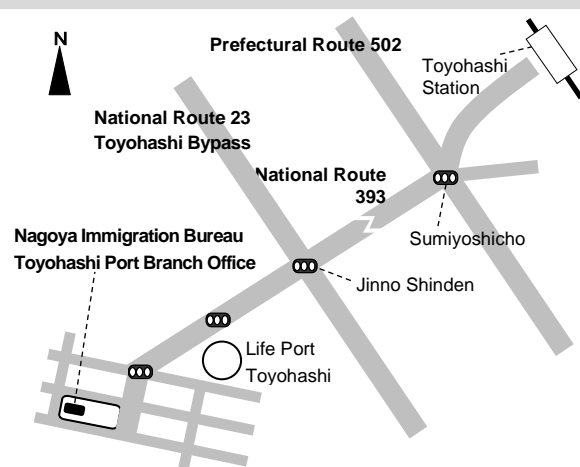 N
Prefectural Route 502
Toyohashi
Station
National Route 23
Toyohashi Bypass
National Route
393
Sumiyoshicho
Nagoya Immigration Bureau
Toyohashi Port Branch Office
Jinno Shinden
Life Port
Toyohashi